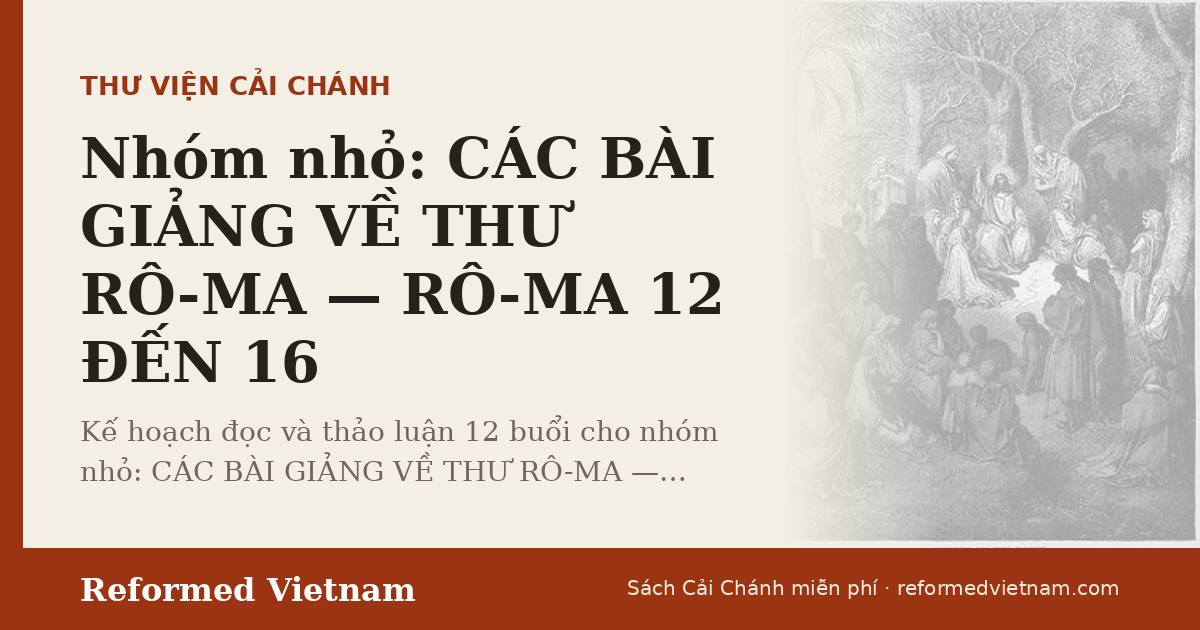 THƯ VIỆN CẢI CHÁNH
Nhóm nhỏ: CÁC BÀI
GIẢNG VỀ THƯ
RÔ-MA — RÔ-MA 12
ĐẾN 16
Kế hoạch đọc và thảo luận 12 buổi cho nhóm
nhỏ: CÁC BÀI GIẢNG VỀ THƯ RÔ-MA —...
Reformed Vietnam
Sách Cải Chánh miễn phí · reformedvietnam.com